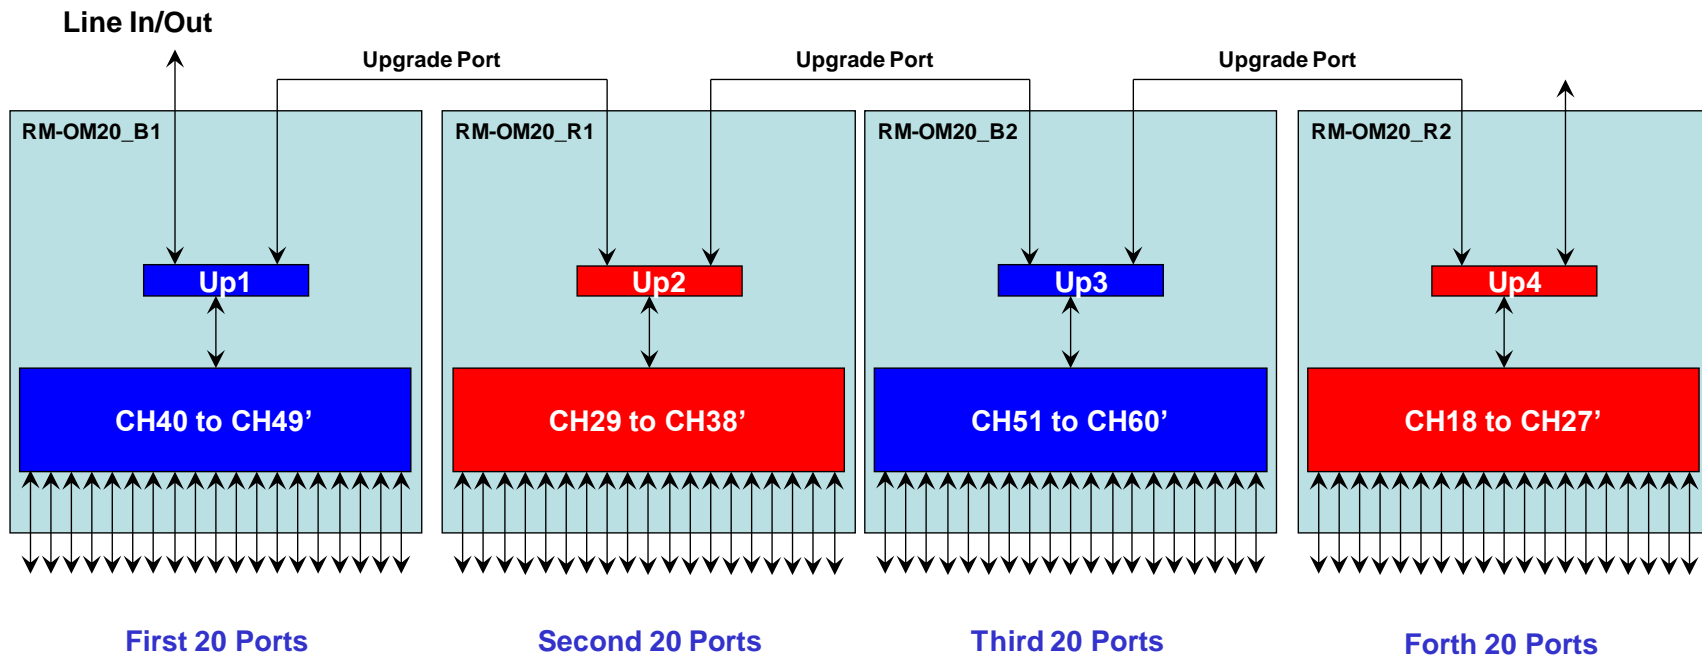 Line In/Out
Upgrade Port
Upgrade Port
Upgrade Port
RM-OM20_B1
RM-OM20_R1
RM-OM20_B2
RM-OM20_R2
Up1
Up2
Up3
Up4
CH40 to CH49’
CH29 to CH38’
CH51 to CH60’
CH18 to CH27’
First 20 Ports
Second 20 Ports
Third 20 Ports
Forth 20 Ports